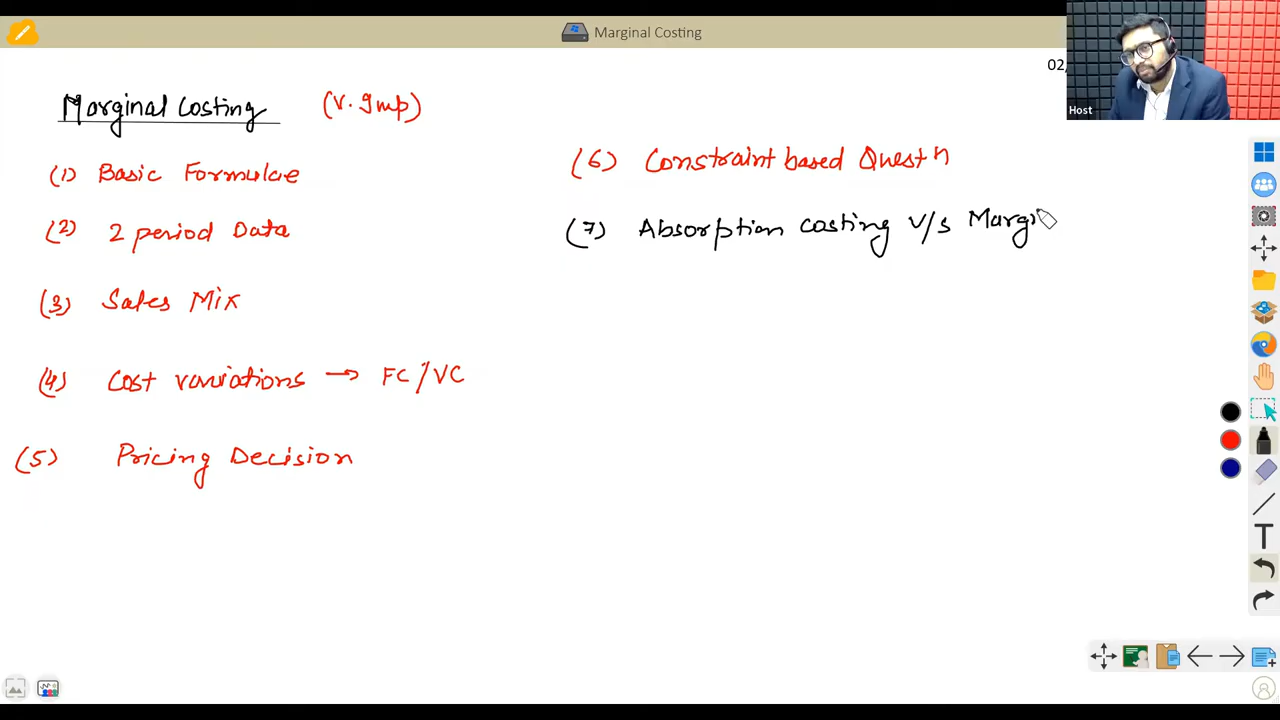 Marginal Costing
02/
Host
Marginal Costing (V. Imp)
(1) Basic Formulae
(2) 2 period Data
(3) Sales Mix
(4) Cost variations → FC/VC
(5) Pricing Decision
(6) Constraint based Questn
(7) Absorption costing V/s Margi
T